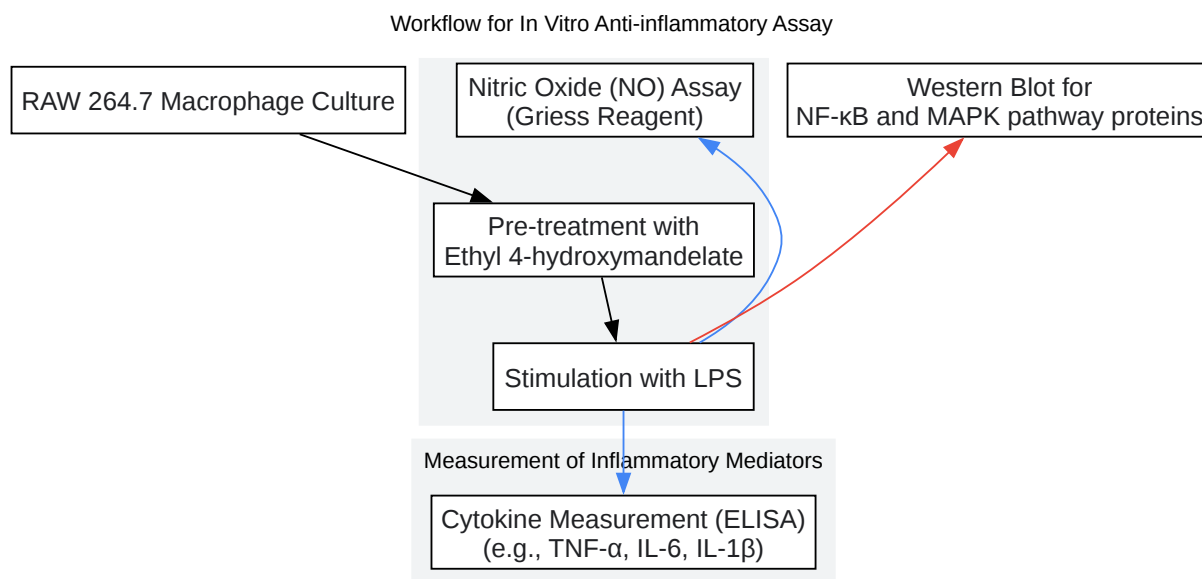 Workflow for In Vitro Anti-inflammatory Assay
RAW 264.7 Macrophage Culture
Nitric Oxide (NO) Assay
(Griess Reagent)
Western Blot for
NF-κB and MAPK pathway proteins
Pre-treatment with
Ethyl 4-hydroxymandelate
Stimulation with LPS
Measurement of Inflammatory Mediators
Cytokine Measurement (ELISA)
(e.g., TNF-α, IL-6, IL-1β)